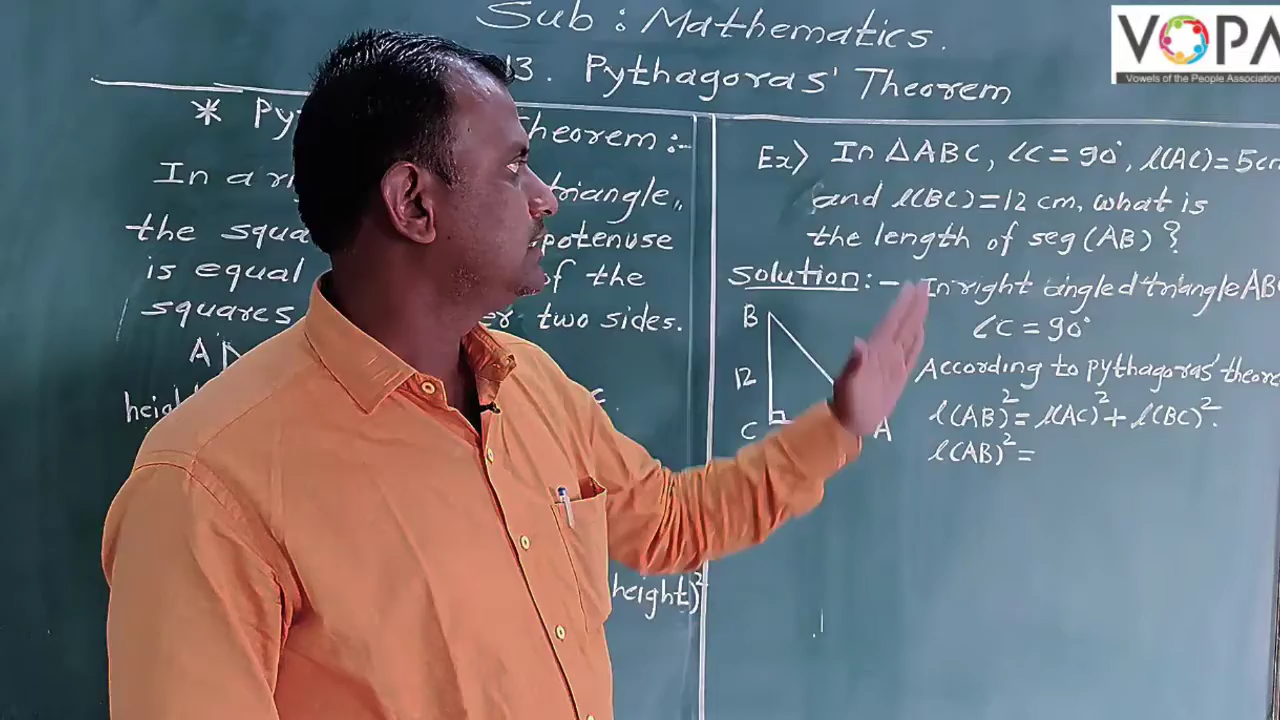 Sub : Mathematics.
13. Pythagoras' Theorem
* Py theorem :-
In a triangle,
the squa potenuse
is equal of the
squares two sides.
A
heig
c.
height)²
Ex) In ΔABC, ∠C = 90°, l(AC) = 5cm
and l(BC) = 12 cm, what is
the length of seg (AB) ?
Solution :- In right angled triangle ABC
∠C = 90°
According to pythagoras' theore
l(AB)² = l(AC)² + l(BC)².
l(AB)² =
B
12
C A
VOPA
Vowels of the People Association